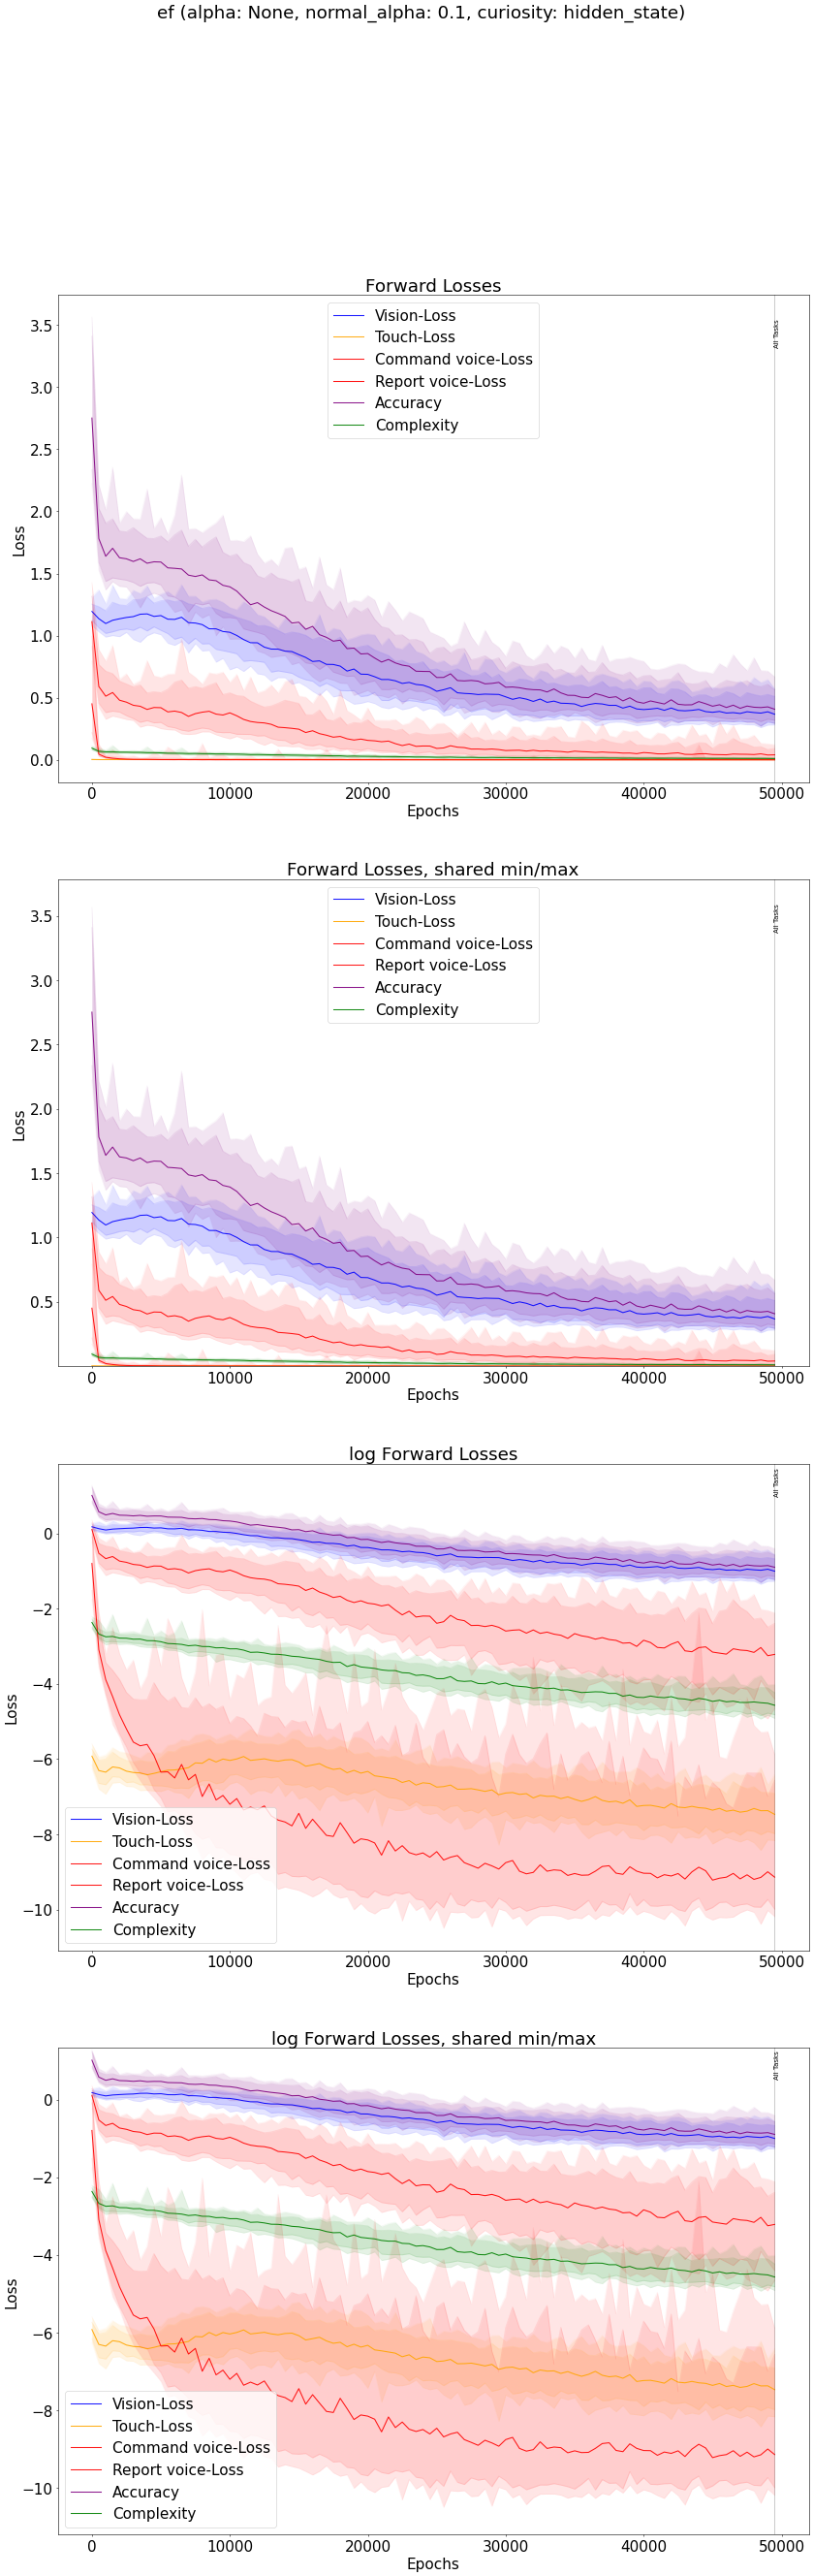 ef (alpha: None, normal_alpha: 0.1, curiosity: hidden_state)
Forward Losses
3.5
3.0
2.5
2.0
1.5
1.0
0.5
0.0
Loss
Vision-Loss
Touch-Loss
Command voice-Loss
Report voice-Loss
Accuracy
Complexity
All Tasks
0 10000 20000 30000 40000 50000
Epochs
Forward Losses, shared min/max
3.5
3.0
2.5
2.0
1.5
1.0
0.5
Loss
Vision-Loss
Touch-Loss
Command voice-Loss
Report voice-Loss
Accuracy
Complexity
All Tasks
0 10000 20000 30000 40000 50000
Epochs
log Forward Losses
0
−2
−4
−6
−8
−10
Loss
Vision-Loss
Touch-Loss
Command voice-Loss
Report voice-Loss
Accuracy
Complexity
All Tasks
0 10000 20000 30000 40000 50000
Epochs
log Forward Losses, shared min/max
0
−2
−4
−6
−8
−10
Loss
Vision-Loss
Touch-Loss
Command voice-Loss
Report voice-Loss
Accuracy
Complexity
All Tasks
0 10000 20000 30000 40000 50000
Epochs